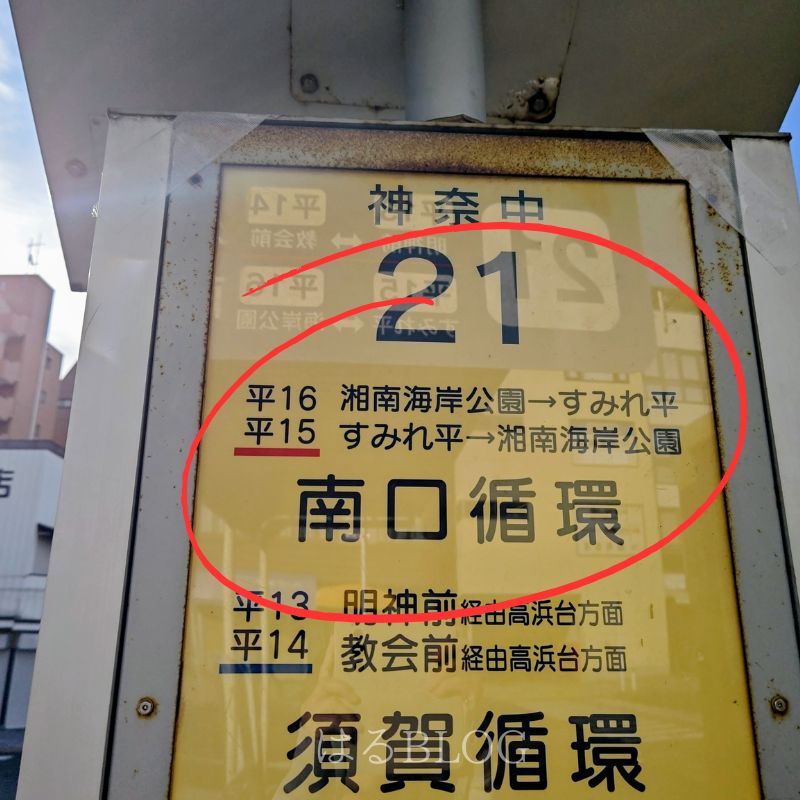 神奈中
21
平16 湘南海岸公園→すみれ平
平15 すみれ平→湘南海岸公園
南口循環
平13 明神前経由高浜台方面
平14 教会前経由高浜台方面
須賀循環
はるBLOG
店